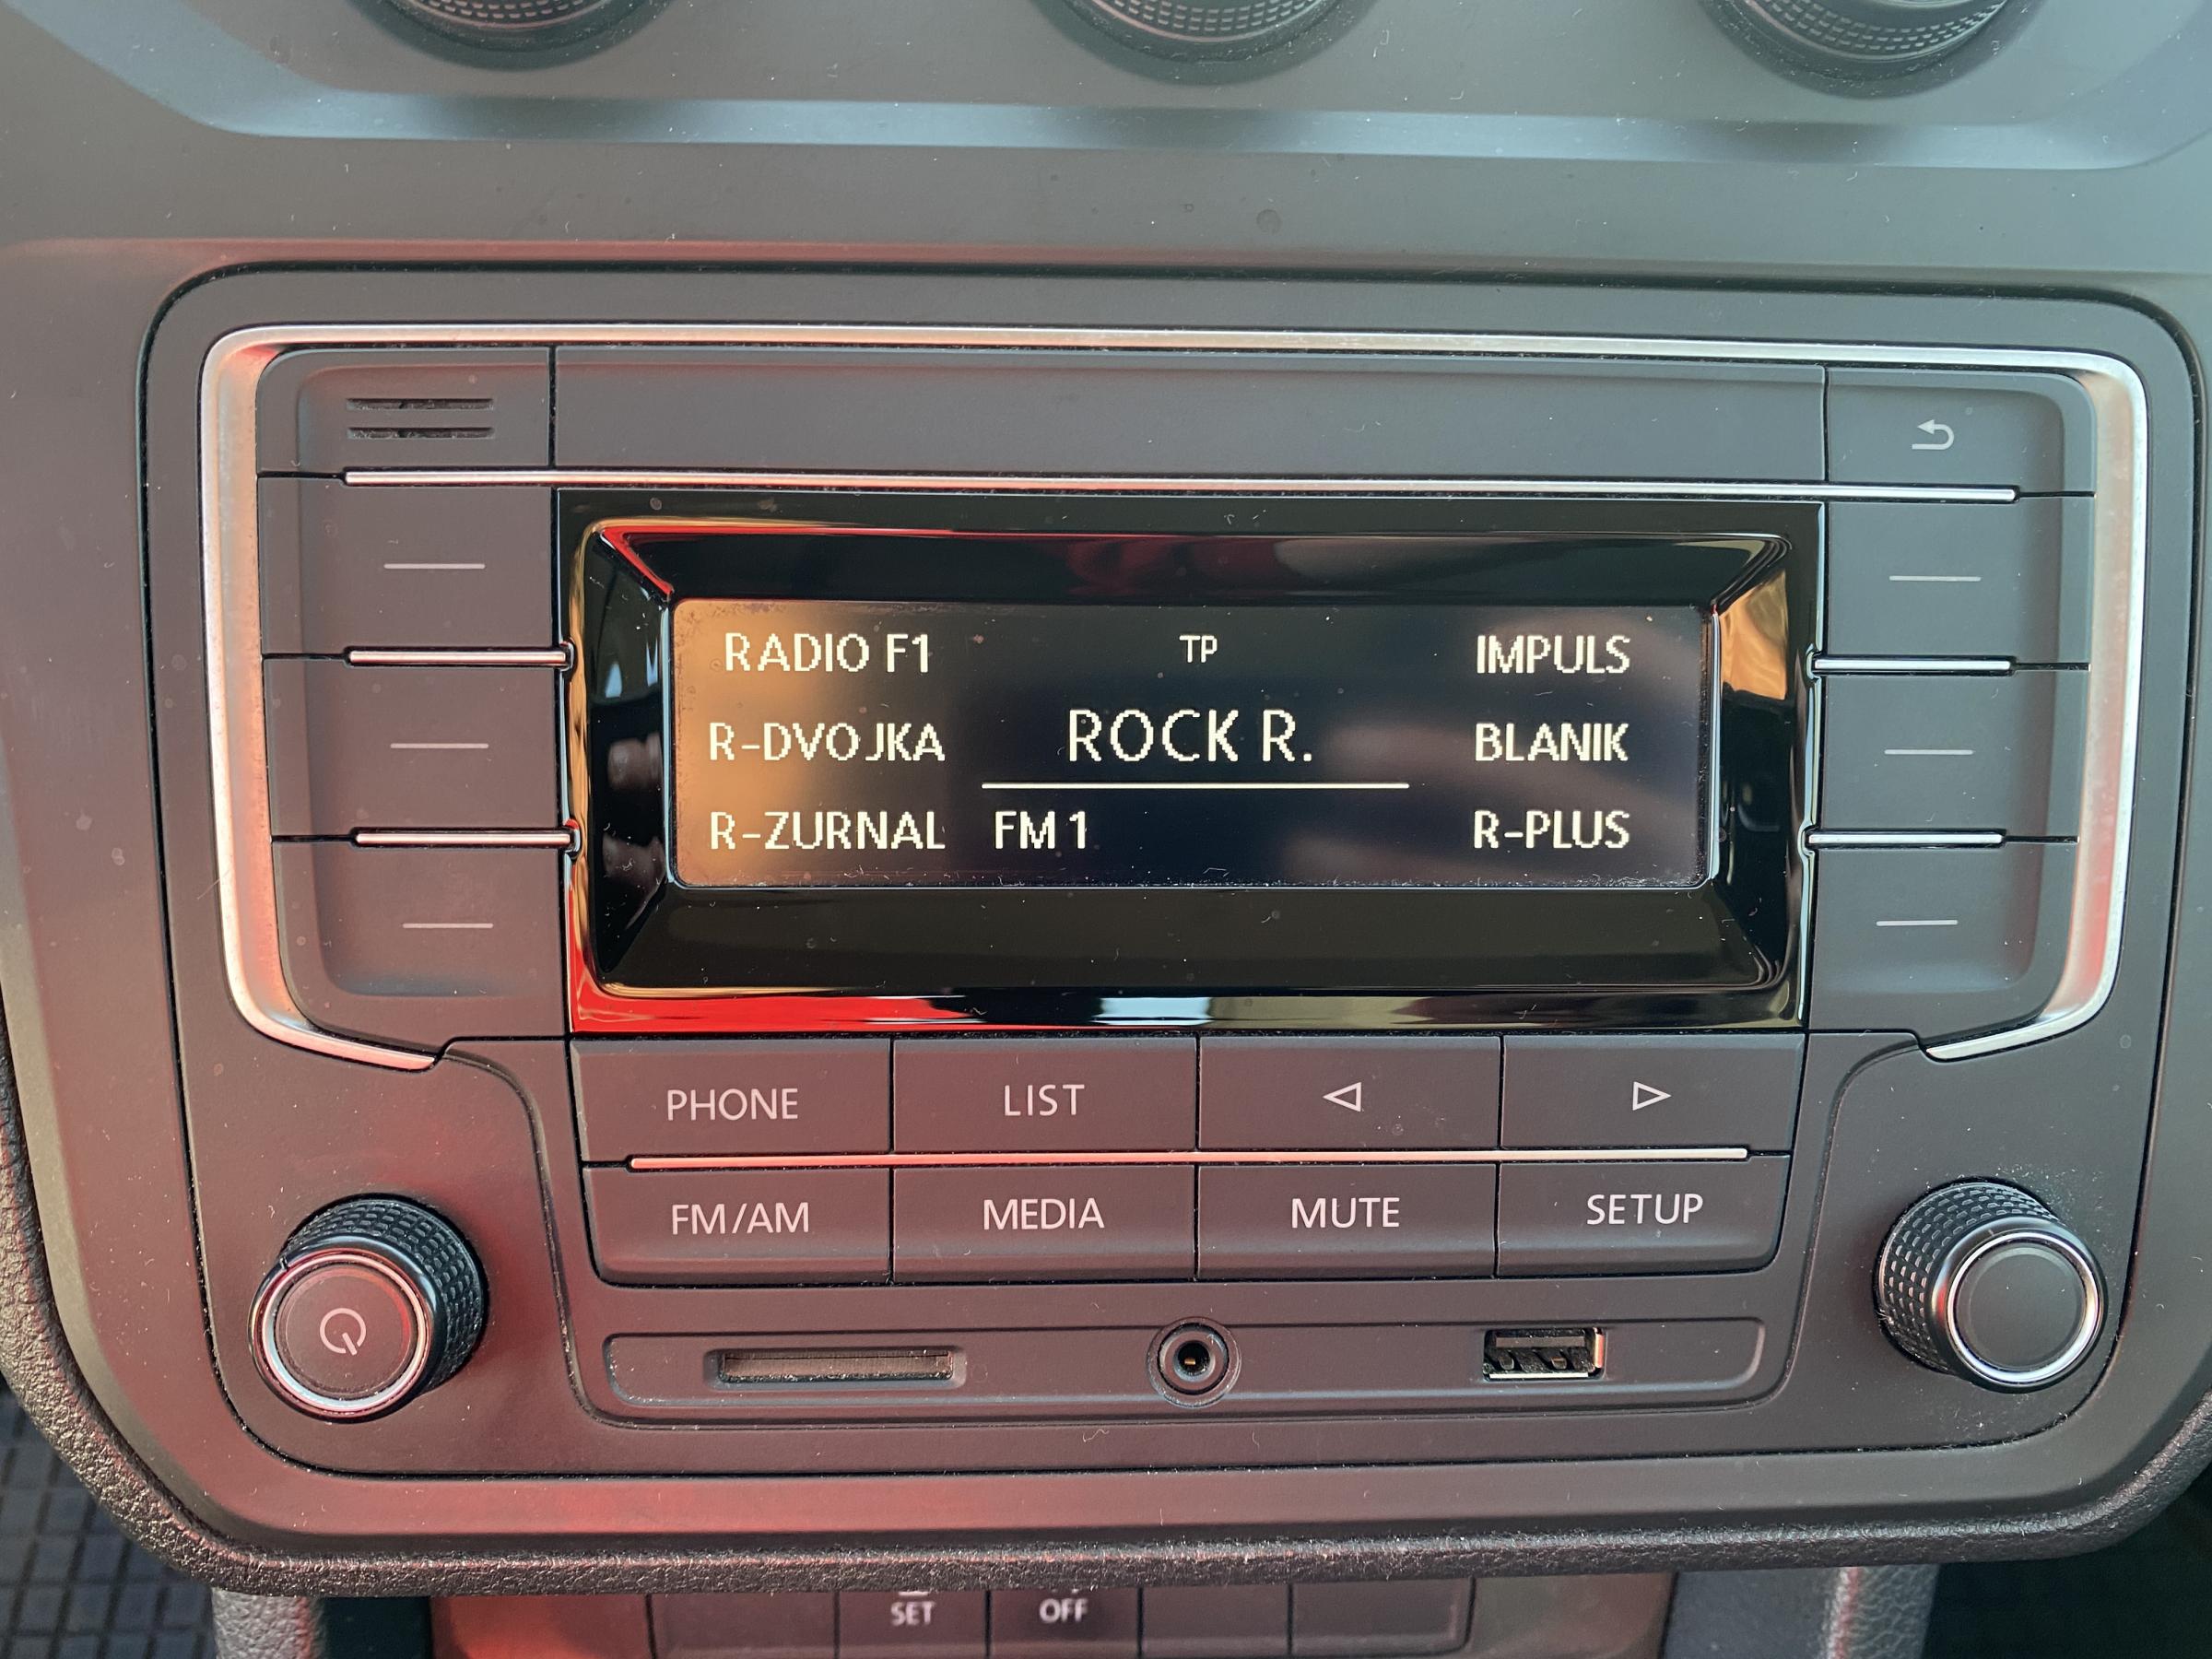 RADIO F1 TP IMPULS
R-DVOJKA ROCK R. BLANIK
R-ZURNAL FM 1 R-PLUS
PHONE LIST
FM/AM MEDIA MUTE SETUP
SET OFF